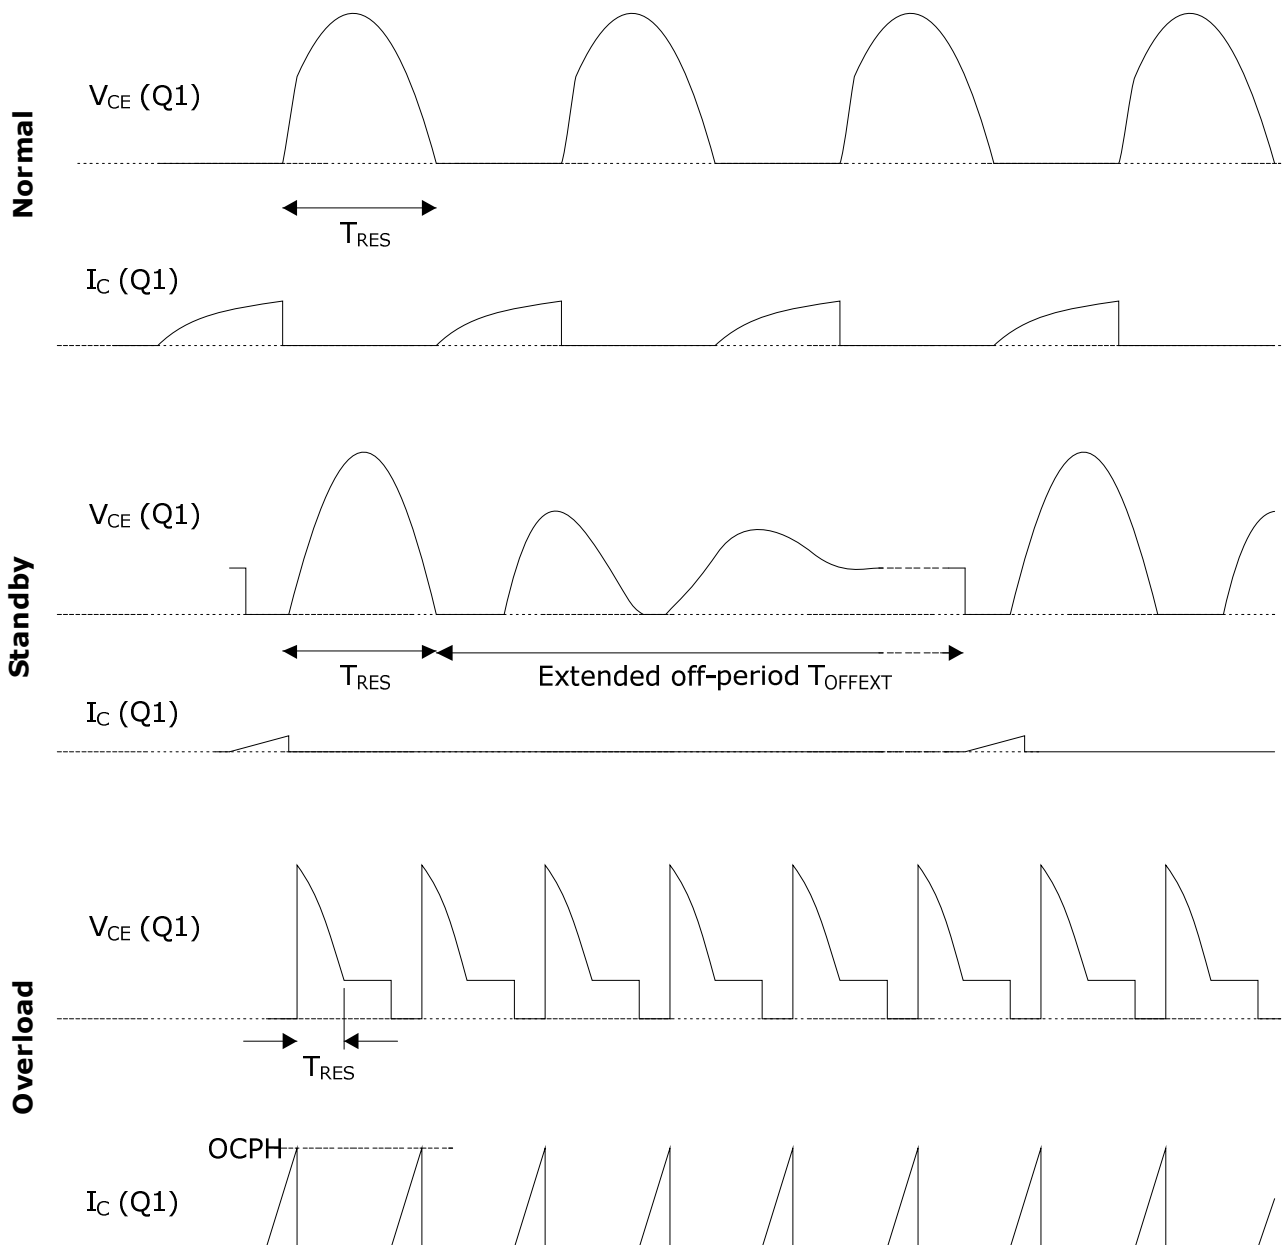 Normal
VCE (Q1)
TRES
IC (Q1)
Standby
VCE (Q1)
TRES
Extended off-period TOFFEXT
IC (Q1)
Overload
VCE (Q1)
TRES
OCPH
IC (Q1)